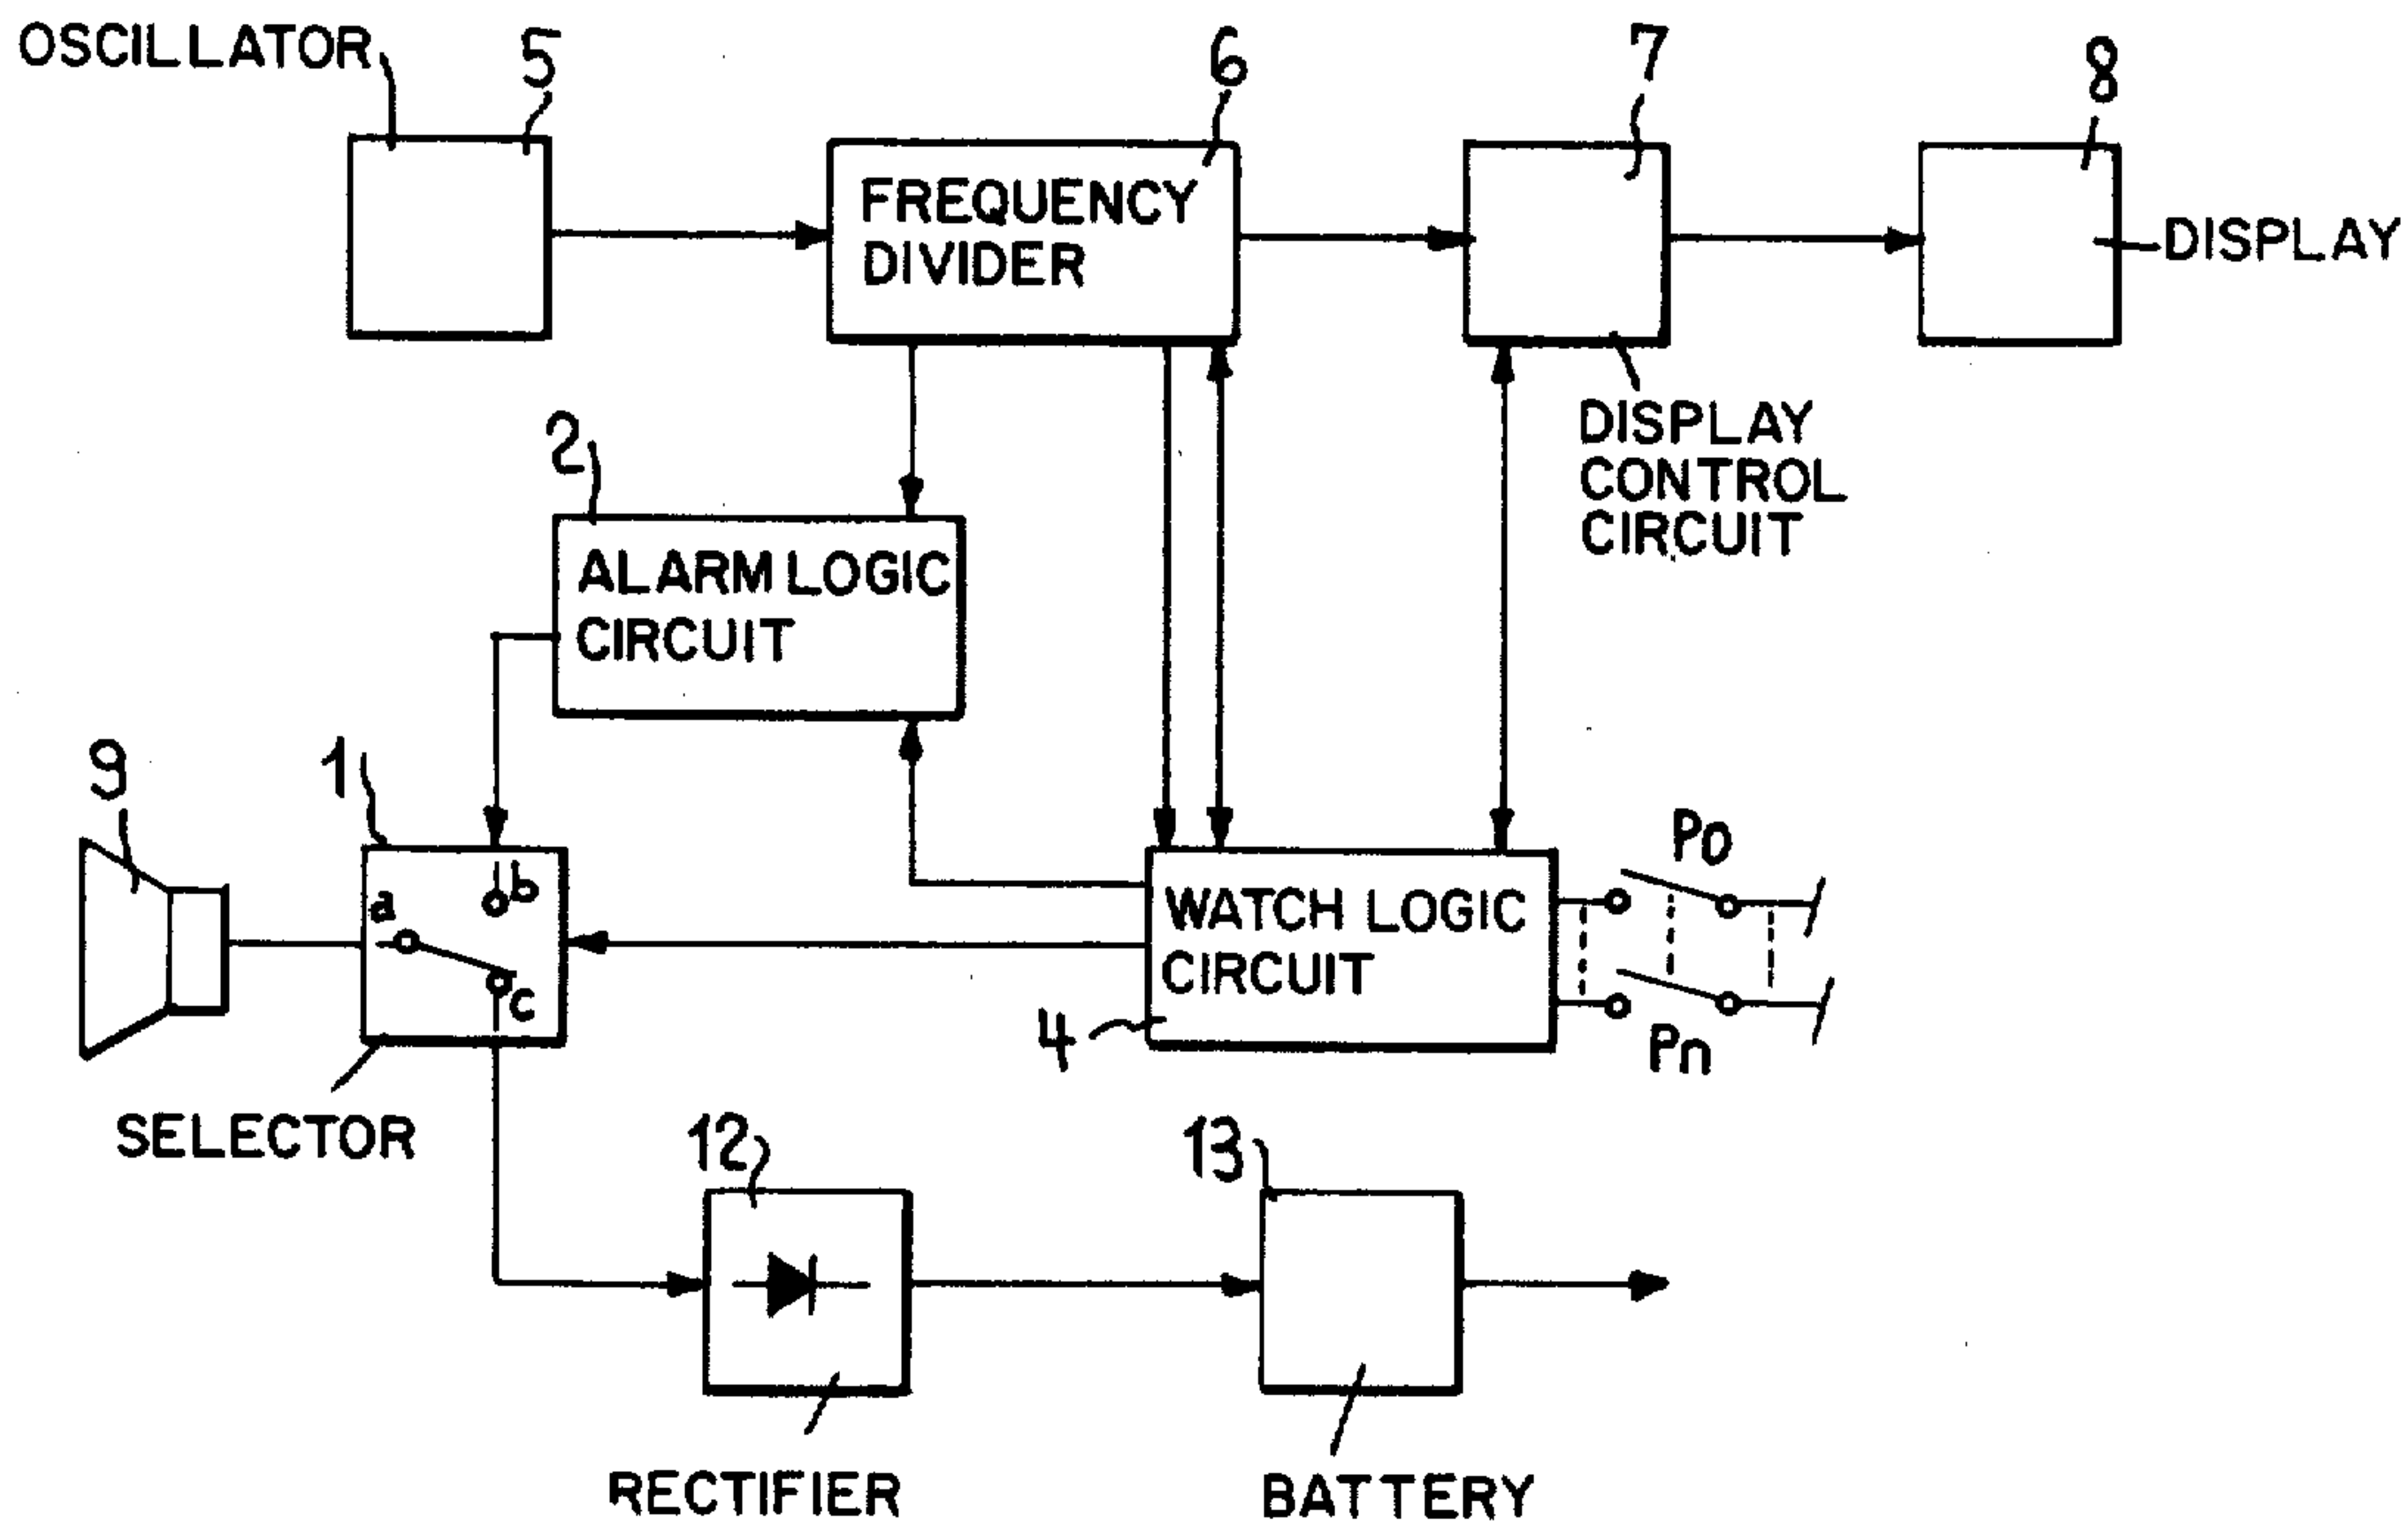 OSCILLATOR
5
6
7
8
FREQUENCY
DIVIDER
DISPLAY
DISPLAY
CONTROL
CIRCUIT
2
ALARM LOGIC
CIRCUIT
9
1
a
b
c
SELECTOR
WATCH LOGIC
CIRCUIT
4
Po
Pn
12
13
RECTIFIER
BATTERY